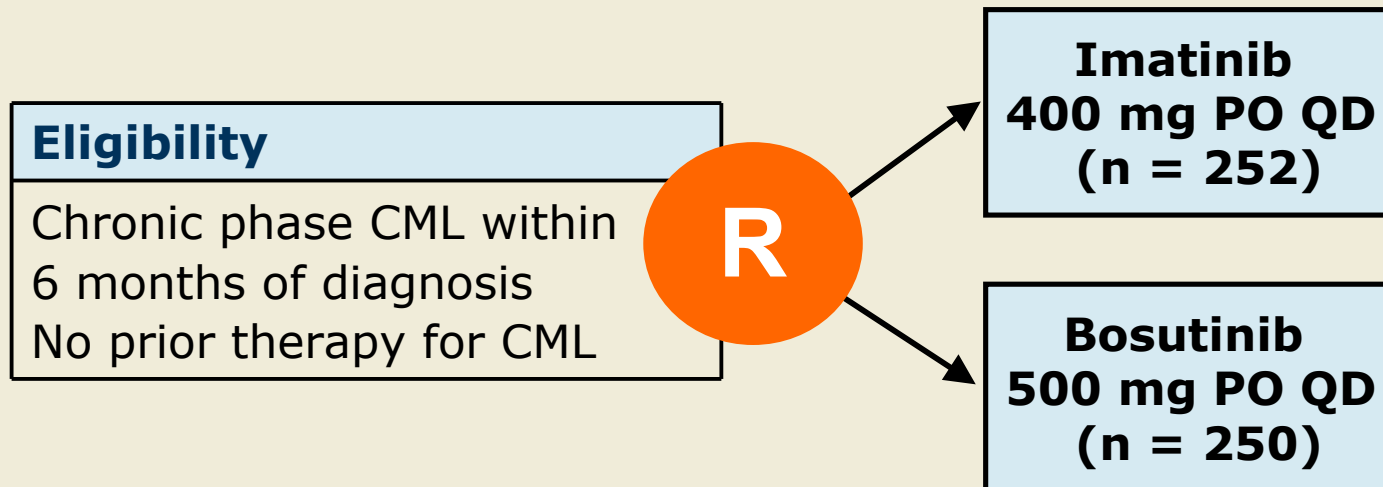 Eligibility
Chronic phase CML within
6 months of diagnosis
No prior therapy for CML
R
Imatinib
400 mg PO QD
(n = 252)
Bosutinib
500 mg PO QD
(n = 250)